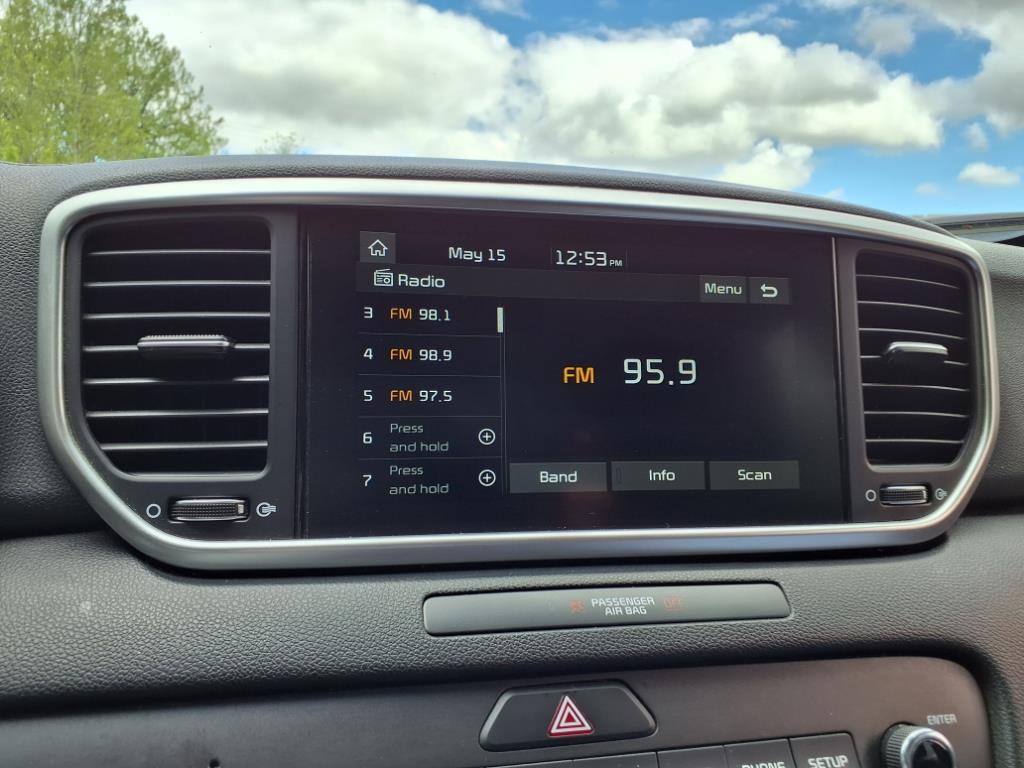 May 15 12:53 PM
Radio Menu
3 FM 98.1
4 FM 98.9
5 FM 97.5
6 Press
and hold
7 Press
and hold
FM 95.9
Band Info Scan
PASSENGER
AIR BAG OFF
ENTER
PHONE SETUP